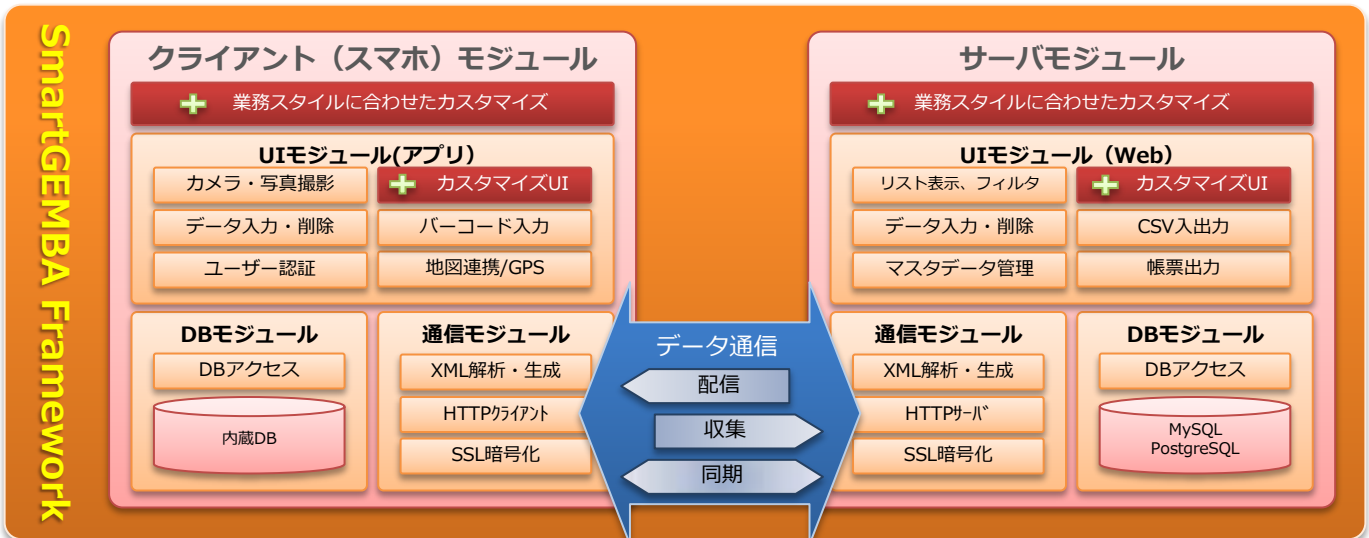 SmartGEMBA Framework
クライアント（スマホ）モジュール
業務スタイルに合わせたカスタマイズ
UIモジュール(アプリ）
カメラ・写真撮影
カスタマイズUI
データ入力・削除
バーコード入力
ユーザー認証
地図連携/GPS
DBモジュール
DBアクセス
内蔵DB
通信モジュール
XML解析・生成
HTTPｸﾗｲｱﾝﾄ
SSL暗号化
データ通信
配信
収集
同期
サーバモジュール
業務スタイルに合わせたカスタマイズ
UIモジュール（Web）
リスト表示、フィルタ
カスタマイズUI
データ入力・削除
CSV入出力
マスタデータ管理
帳票出力
通信モジュール
XML解析・生成
HTTPｻｰﾊﾞ
SSL暗号化
DBモジュール
DBアクセス
MySQL
PostgreSQL